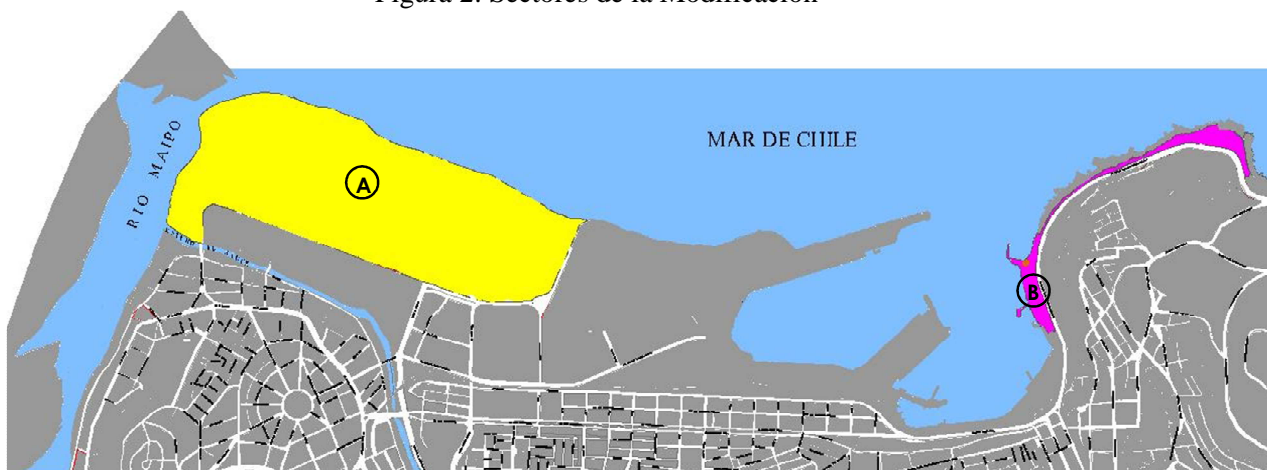 Figura 2. Sectores de la Modificación
MAR DE CHILE
RIO MAIPO
A
B